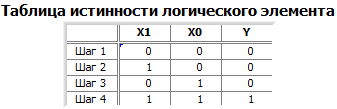 Таблица истинности логического элемента
X1 X0 Y
Шаг 1 0 0 0
Шаг 2 1 0 0
Шаг 3 0 1 0
Шаг 4 1 1 1